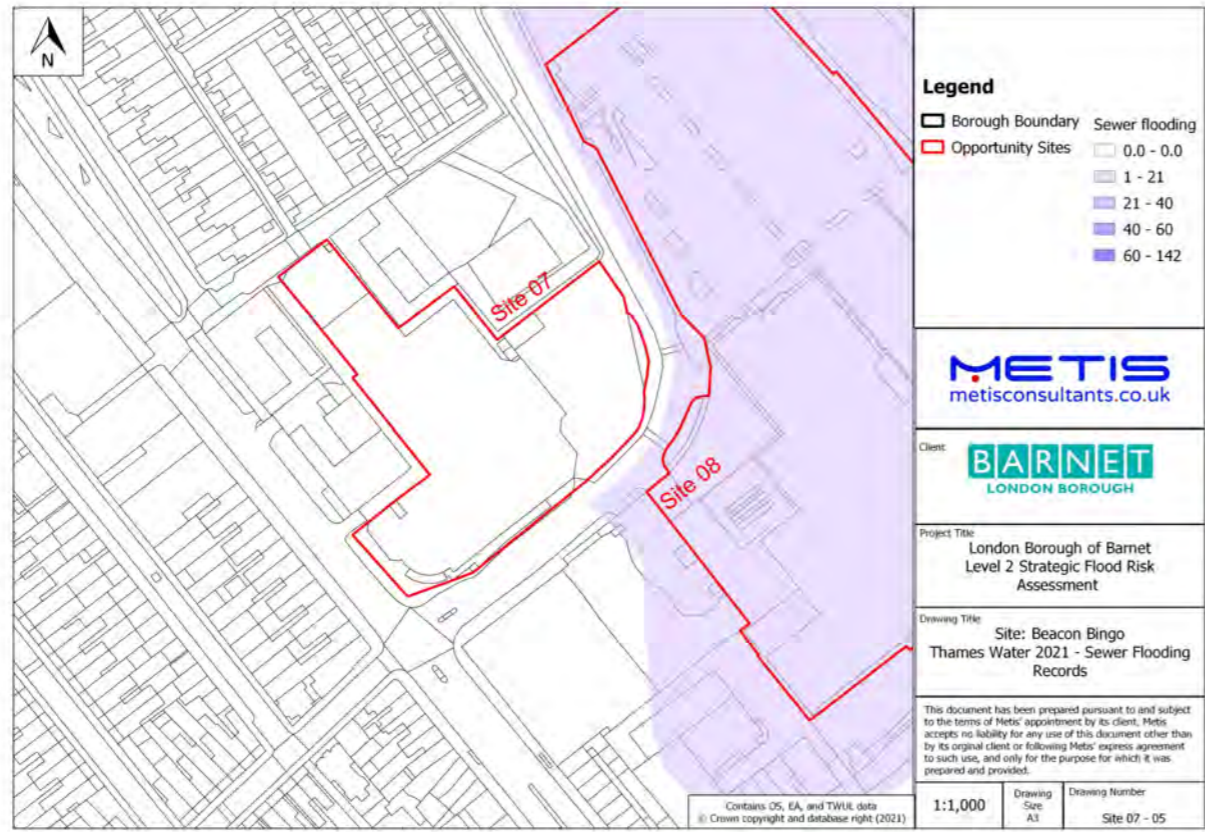 N
Site 07
Site 08
Contains OS, EA, and TWUL data
© Crown copyright and database right (2021)
Legend
Borough Boundary
Opportunity Sites
Sewer flooding
0.0 - 0.0
1 - 21
21 - 40
40 - 60
60 - 142
METIS
metisconsultants.co.uk
Client
BARNET
LONDON BOROUGH
Project Title
London Borough of Barnet
Level 2 Strategic Flood Risk
Assessment
Drawing Title
Site: Beacon Bingo
Thames Water 2021 - Sewer Flooding
Records
This document has been prepared pursuant to and subject
to the terms of Metis' appointment by its client, Metis
accepts no liability for any use of this document other than
by its orginal client or following Metis' express agreement
to such use, and only for the purpose for which it was
prepared and provided.
1:1,000
Drawing
Size
A3
Drawing Number
Site 07 - 05